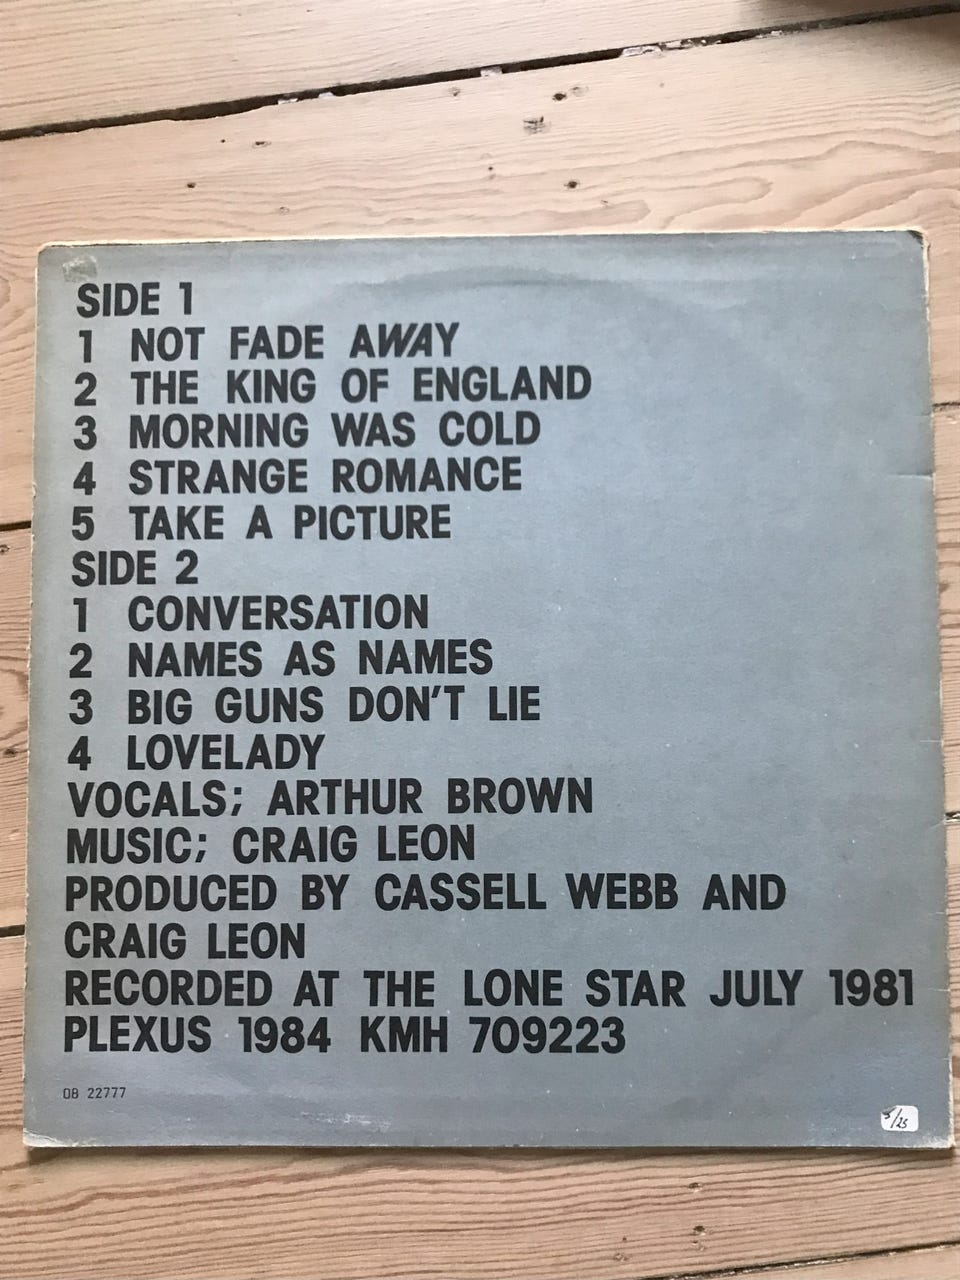 SIDE 1
1 NOT FADE AWAY
2 THE KING OF ENGLAND
3 MORNING WAS COLD
4 STRANGE ROMANCE
5 TAKE A PICTURE
SIDE 2
1 CONVERSATION
2 NAMES AS NAMES
3 BIG GUNS DON'T LIE
4 LOVELADY
VOCALS; ARTHUR BROWN
MUSIC; CRAIG LEON
PRODUCED BY CASSELL WEBB AND
CRAIG LEON
RECORDED AT THE LONE STAR JULY 1981
PLEXUS 1984 KMH 709223
OB 22777